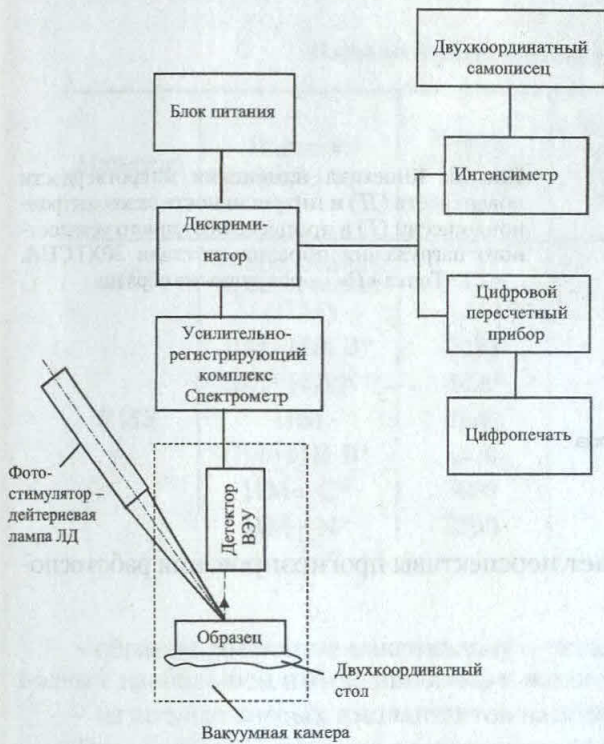 Двухкоординатный
самописец
Блок питания
Интенсиметр
Дискрими-
натор
Цифровой
пересчетный
прибор
Усилительно-
регистрирующий
комплекс
Спектрометр
Цифропечать
Фото-
стимулятор –
дейтериевая
лампа ЛД
Детектор
ВЭУ
Образец
Двухкоординатный
стол
Вакуумная камера